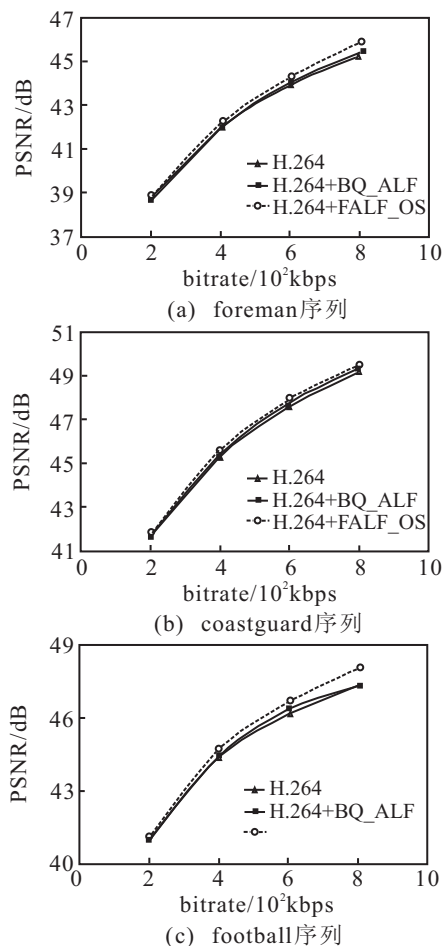 47
45
43
41
39
37
PSNR/dB
H.264
H.264+BQ_ALF
H.264+FALF_OS
0 2 4 6 8 10
bitrate/10²kbps
(a) foreman序列
51
49
47
45
43
41
PSNR/dB
H.264
H.264+BQ_ALF
H.264+FALF_OS
0 2 4 6 8 10
bitrate/10²kbps
(b) coastguard序列
49
46
43
40
PSNR/dB
H.264
H.264+BQ_ALF
0 2 4 6 8 10
bitrate/10²kbps
(c) football序列